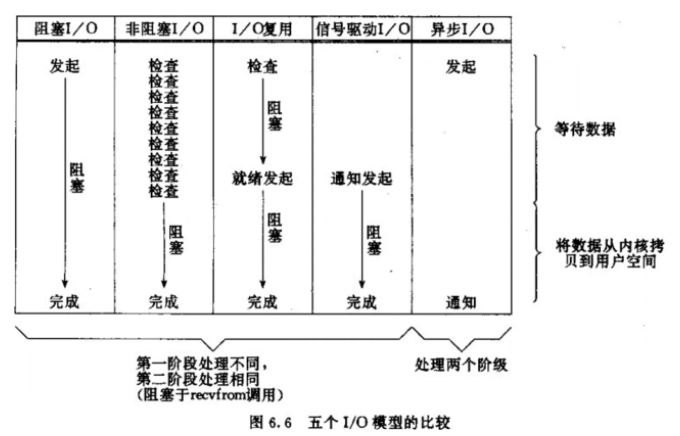 阻塞I/O 非阻塞I/O I/O复用 信号驱动I/O 异步I/O
发起 检查 检查 发起
检查
检查
检查
检查
检查
检查
检查
检查
阻塞
阻塞
就绪发起 通知发起
阻塞 阻塞 阻塞
完成 完成 完成 完成 通知
等待数据
将数据从内核拷
贝到用户空间
第一阶段处理不同,
第二阶段处理相同
(阻塞于recvfrom调用)
处理两个阶级
图 6.6 五个 I/O 模型的比较